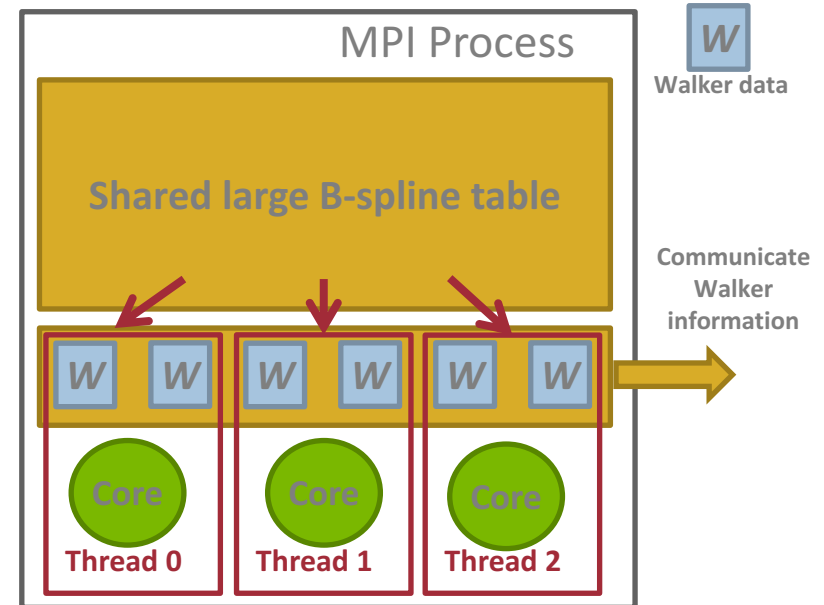 MPI Process
W
Walker data
Shared large B-spline table
Communicate
Walker
information
W W W W W W
Core Core Core
Thread 0 Thread 1 Thread 2